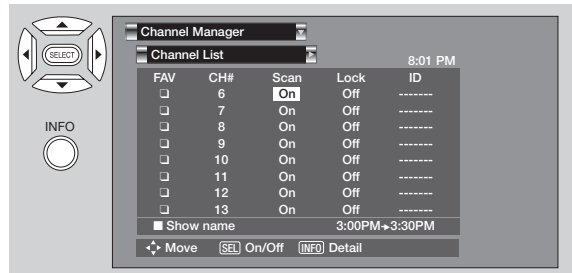 SELECT
INFO
Channel Manager
Channel List
8:01 PM
FAV CH# Scan Lock ID
❏ 6 On Off -------
❏ 7 On Off -------
❏ 8 On Off -------
❏ 9 On Off -------
❏ 10 On Off -------
❏ 11 On Off -------
❏ 12 On Off -------
❏ 13 On Off -------
Show name 3:00PM➔3:30PM
Move SEL On/Off INFO Detail